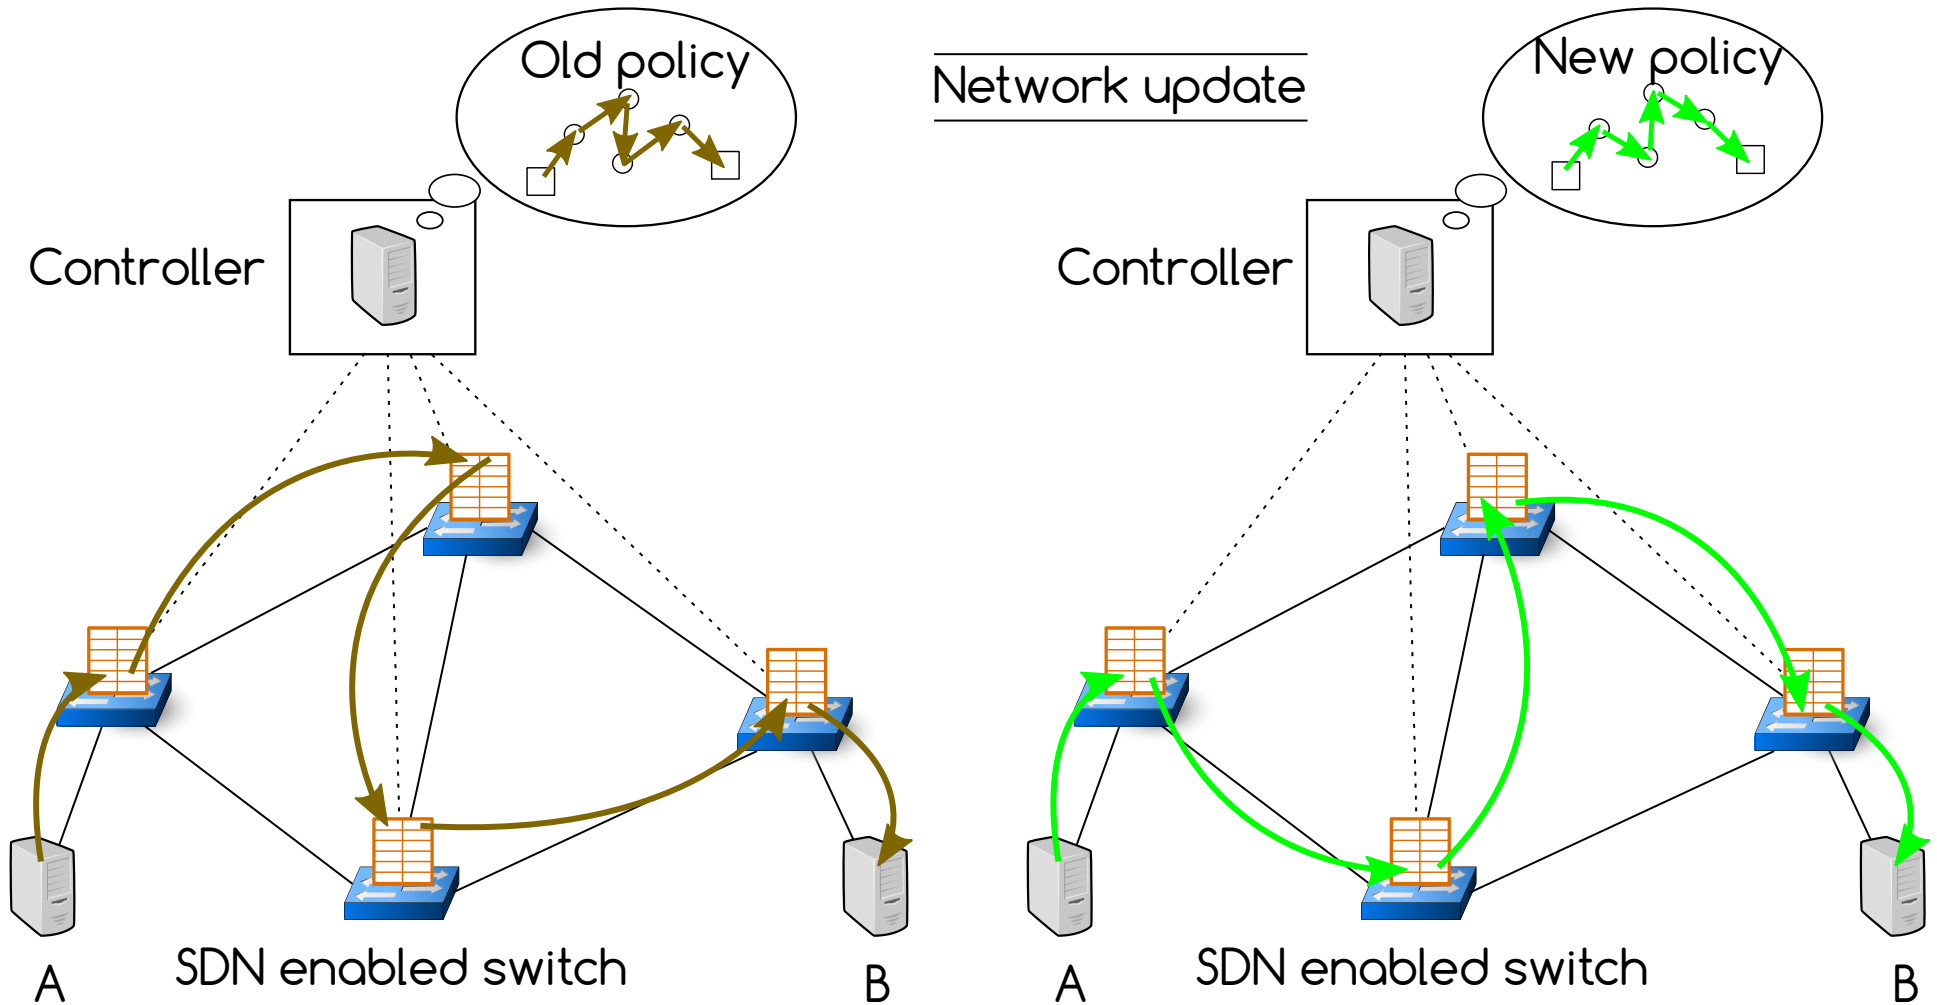 Old policy
Controller
SDN enabled switch
A
B
Network update
New policy
Controller
SDN enabled switch
A
B